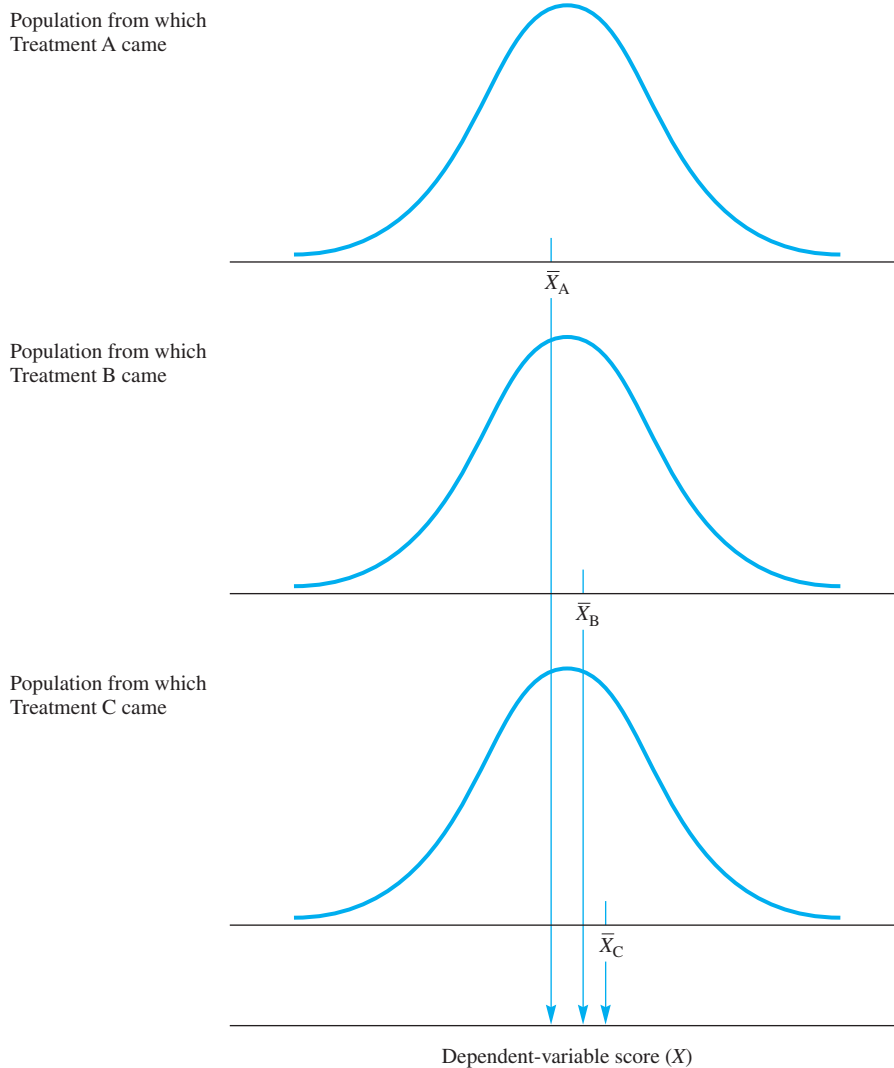 Population from which
Treatment A came
X̅A
Population from which
Treatment B came
X̅B
Population from which
Treatment C came
X̅C
Dependent-variable score (X)